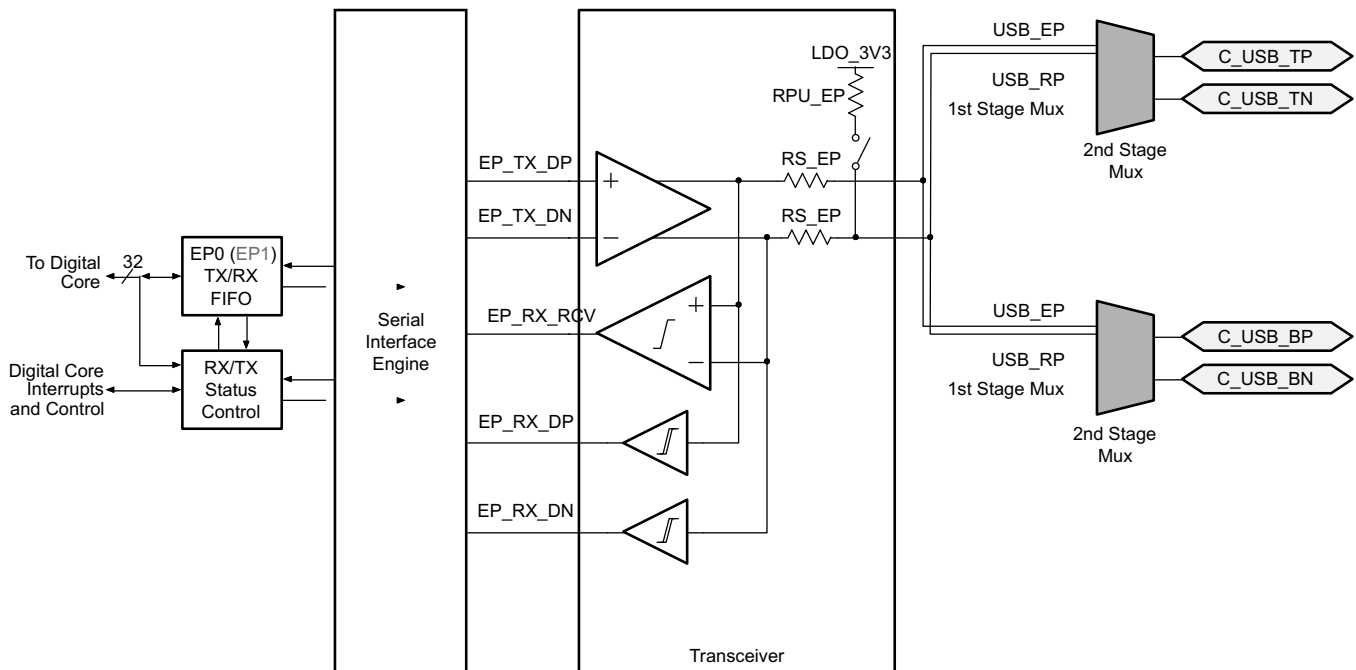 USB_EP
C_USB_TP
LDO_3V3
USB_RP
RPU_EP
C_USB_TN
1st Stage Mux
2nd Stage
Mux
EP_TX_DP
RS_EP
+
EP_TX_DN
RS_EP
−
EP0 (EP1)
TX/RX
FIFO
To Digital
Core
32
EP_RX_RCV
+
−
Serial
Interface
Engine
USB_EP
C_USB_BP
USB_RP
1st Stage Mux
C_USB_BN
RX/TX
Status
Control
Digital Core
Interrupts
and Control
EP_RX_DP
2nd Stage
Mux
EP_RX_DN
Transceiver